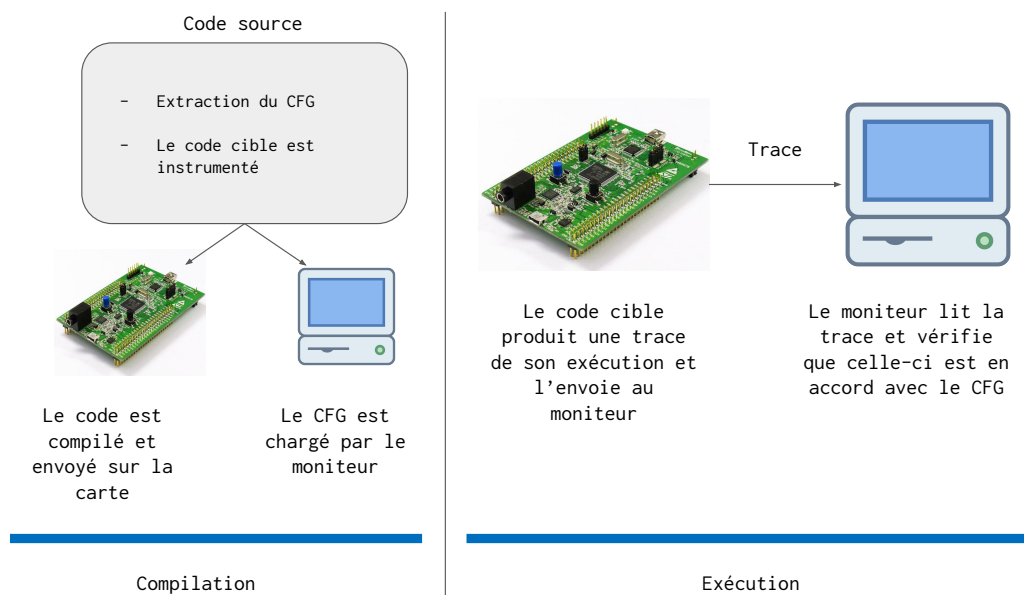 Code source
- Extraction du CFG
- Le code cible est
instrumenté
Le code est
compilé et
envoyé sur la
carte
Le CFG est
chargé par le
moniteur
Compilation
Trace
Le code cible
produit une trace
de son exécution et
l'envoie au
moniteur
Le moniteur lit la
trace et vérifie
que celle-ci est en
accord avec le CFG
Exécution